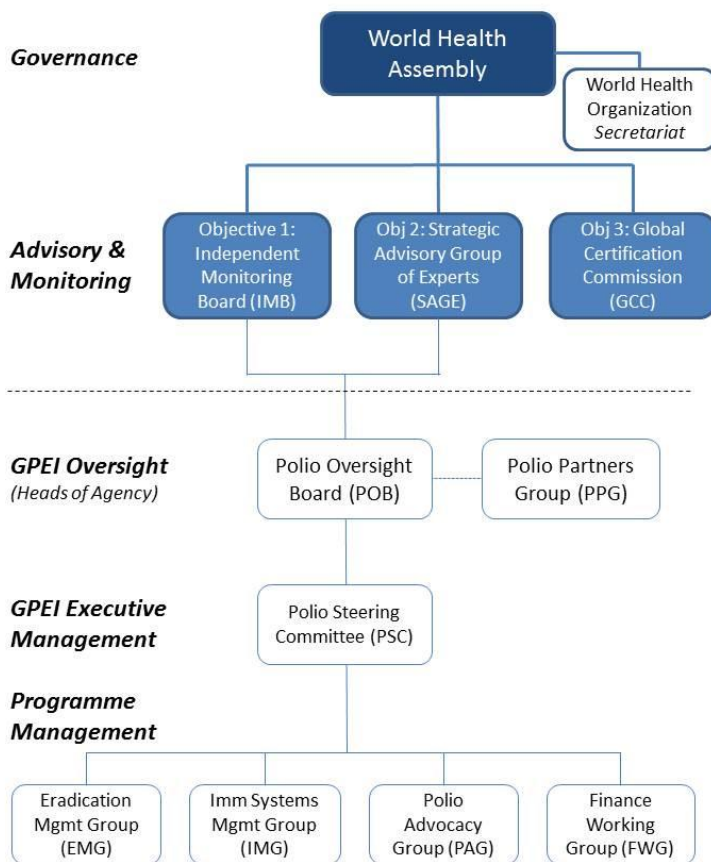 Governance
World Health
Assembly
World Health
Organization
Secretariat
Advisory &
Monitoring
Objective 1:
Independent
Monitoring
Board (IMB)
Obj 2: Strategic
Advisory Group
of Experts
(SAGE)
Obj 3: Global
Certification
Commission
(GCC)
GPEI Oversight
(Heads of Agency)
Polio Oversight
Board (POB)
Polio Partners
Group (PPG)
GPEI Executive
Management
Polio Steering
Committee (PSC)
Programme
Management
Eradication
Mgmt Group
(EMG)
Imm Systems
Mgmt Group
(IMG)
Polio
Advocacy
Group (PAG)
Finance
Working
Group (FWG)